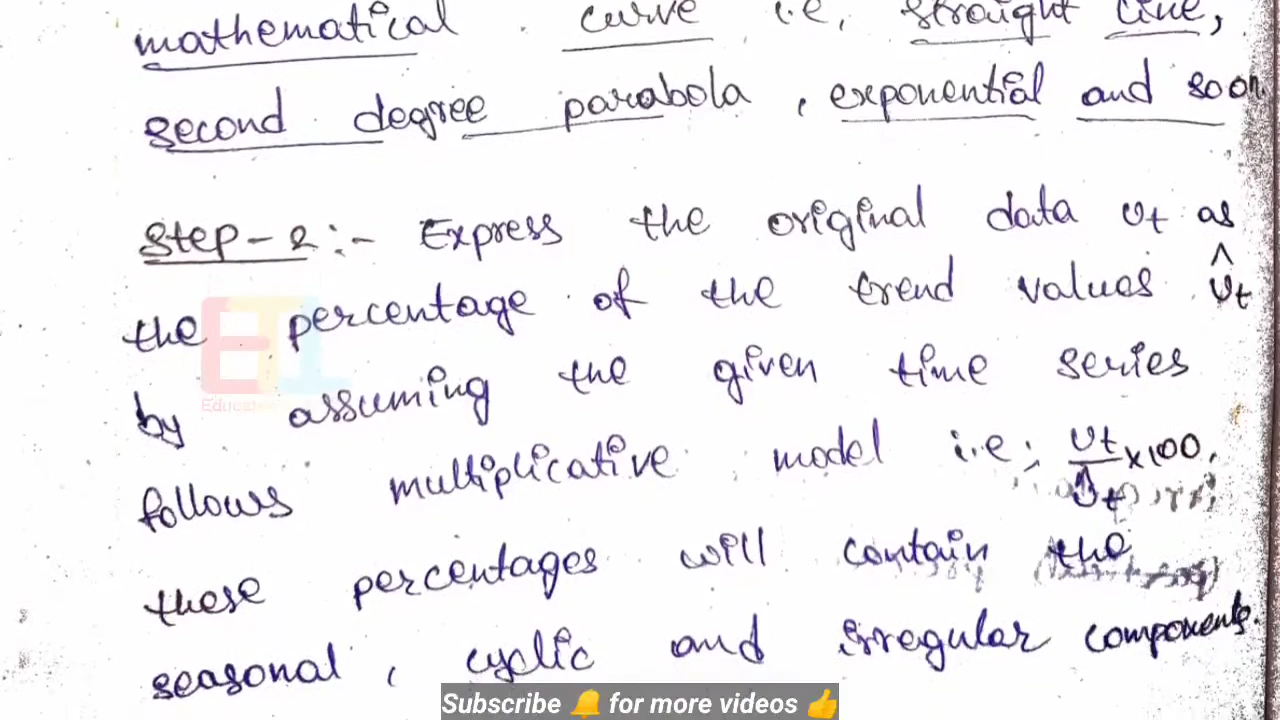 mathematical curve i.e, straight line,
second degree parabola, exponential and soon
Step-2:- Express the original data Ut as
the percentage of the trend values Ût
by assuming the given time series
follows multiplicative model i.e; Ut/Ût ×100.
these percentages will contain the
seasonal, cyclic and irregular components.
Subscribe 🔔 for more videos 👍